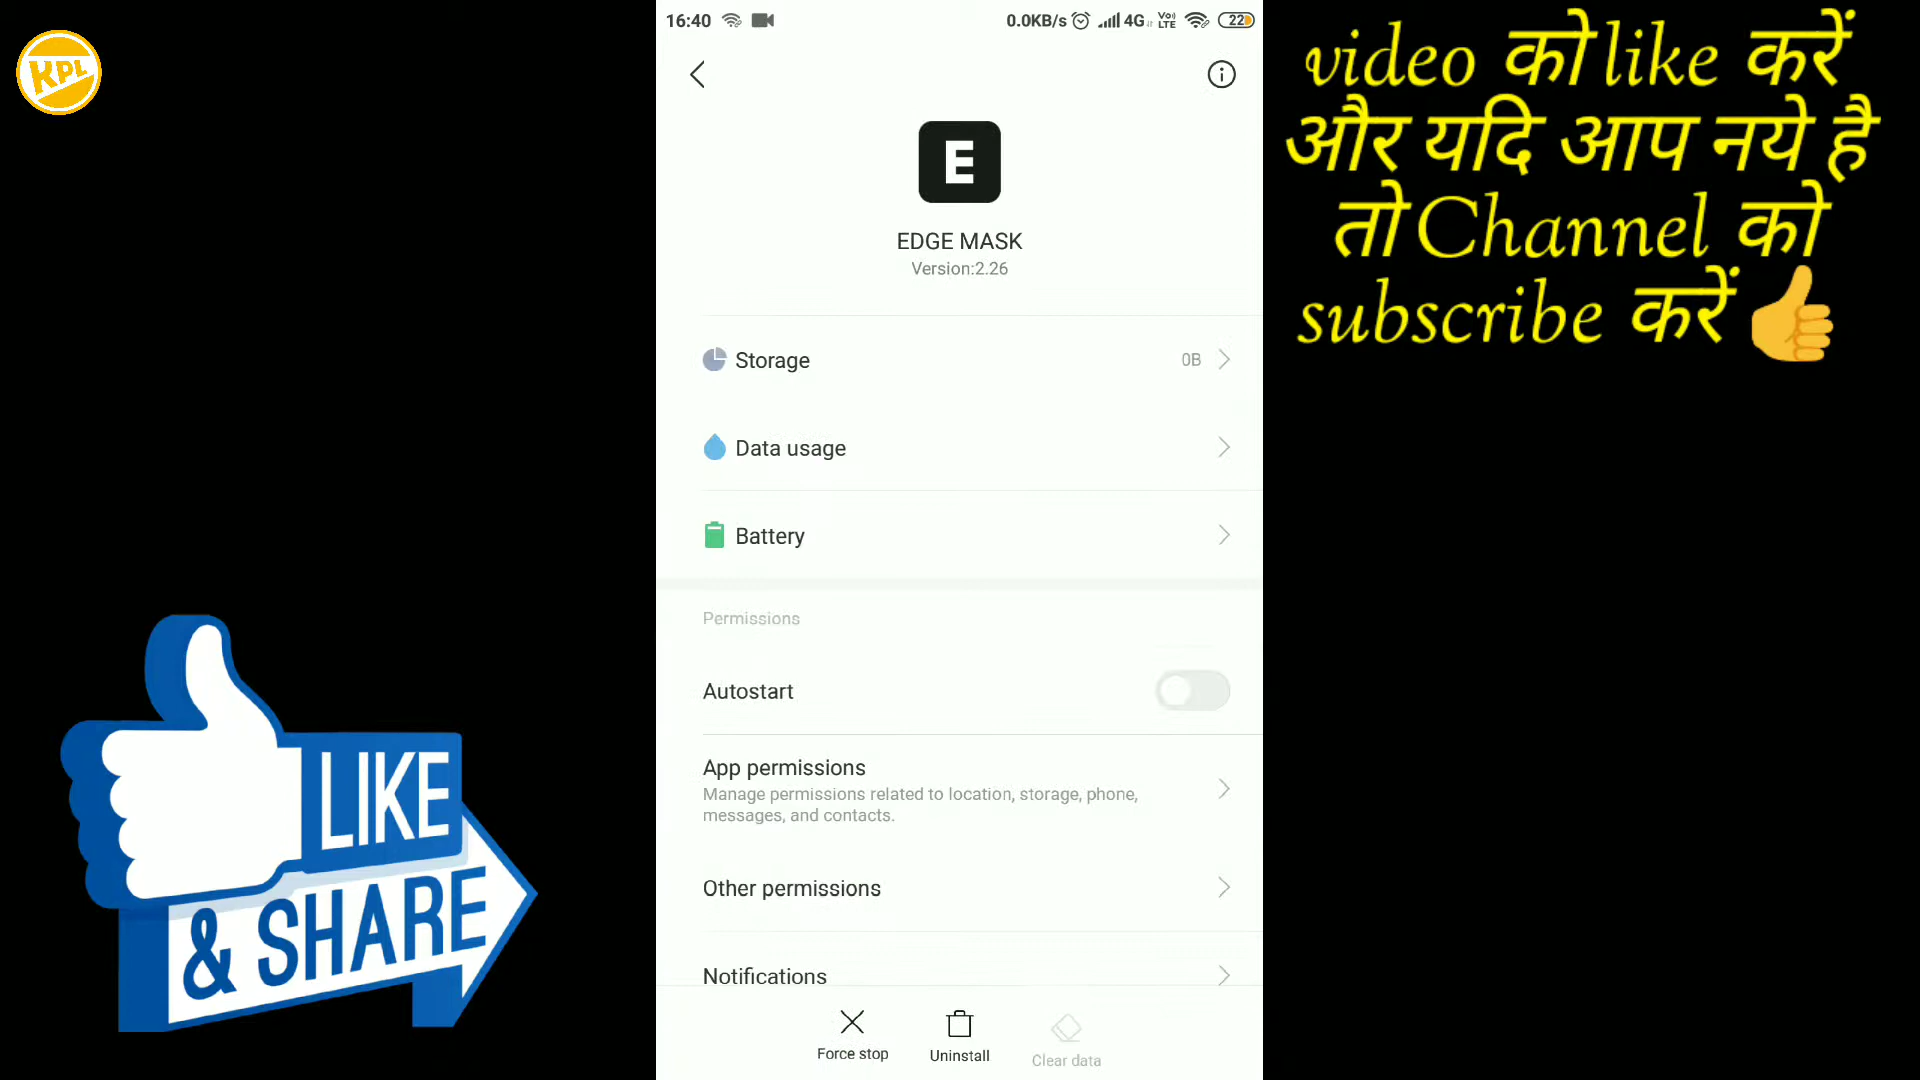 KPL
16:40
0.0KB/s 4G Vo) LTE 22
E
EDGE MASK
Version:2.26
Storage 0B
Data usage
Battery
Permissions
Autostart
App permissions
Manage permissions related to location, storage, phone,
messages, and contacts.
Other permissions
Notifications
Force stop
Uninstall
Clear data
video को like करें
और यदि आप नये है
तो Channel को
subscribe करें
LIKE
& SHARE